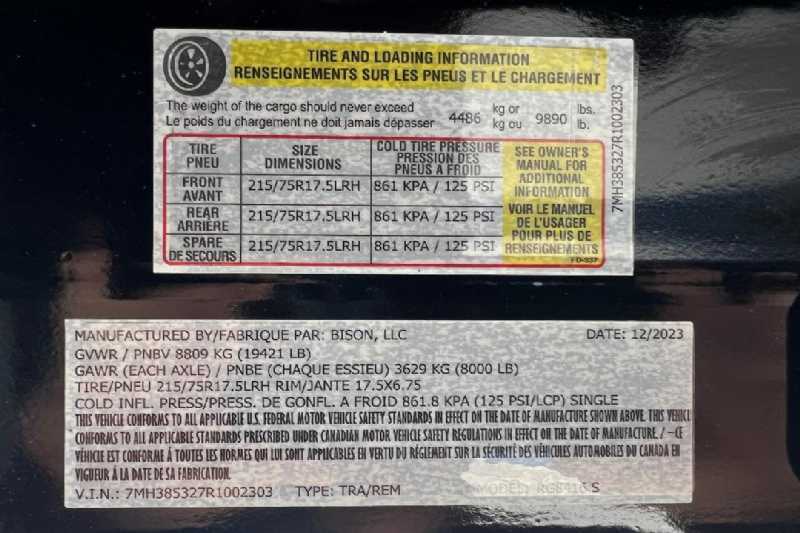 TIRE AND LOADING INFORMATION
RENSEIGNEMENTS SUR LES PNEUS ET LE CHARGEMENT
The weight of the cargo should never exceed 4486 kg or 9890 lbs.
Le poids du chargement ne doit jamais dépasser kg ou lb.
TIRE PNEU SIZE DIMENSIONS COLD TIRE PRESSURE PRESSION DES PNEUS A FROID
FRONT AVANT 215/75R17.5LRH 861 KPA / 125 PSI
REAR ARRIÈRE 215/75R17.5LRH 861 KPA / 125 PSI
SPARE DE SECOURS 215/75R17.5LRH 861 KPA / 125 PSI
SEE OWNER'S
MANUAL FOR
ADDITIONAL
INFORMATION
VOIR LE MANUEL
DE L'USAGER
POUR PLUS DE
RENSEIGNEMENTS
7MH385327R1002303
MANUFACTURED BY/FABRIQUE PAR: BISON, LLC DATE: 12/2023
GVWR / PNBV 8809 KG (19421 LB)
GAWR (EACH AXLE) / PNBE (CHAQUE ESSIEU) 3629 KG (8000 LB)
TIRE/PNEU 215/75R17.5LRH RIM/JANTE 17.5X6.75
COLD INFL. PRESS/PRESS. DE GONFL. A FROID 861.8 KPA (125 PSI/LCP) SINGLE
THIS VEHICLE CONFORMS TO ALL APPLICABLE U.S. FEDERAL MOTOR VEHICLE SAFETY STANDARDS IN EFFECT ON THE DATE OF MANUFACTURE SHOWN ABOVE. THIS VEHICL
CONFORMS TO ALL APPLICABLE STANDARDS PRESCRIBED UNDER CANADIAN MOTOR VEHICLE SAFETY REGULATIONS IN EFFECT ON THE DATE OF MANUFACTURE. / –CE
VÉHICLE EST CONFORME À TOUTES LES NORMES QUI LUI SONT APPLICABLES EN VERTU DU RÉGLEMENT SUR LA SÉCURITÉ DES VÉHICULES AUTOMOBILES DU CANADA EN
VIGUEUR À LA DATE DE SA FABRICATION.
V.I.N.: 7MH385327R1002303 TYPE: TRA/REM MODEL: S